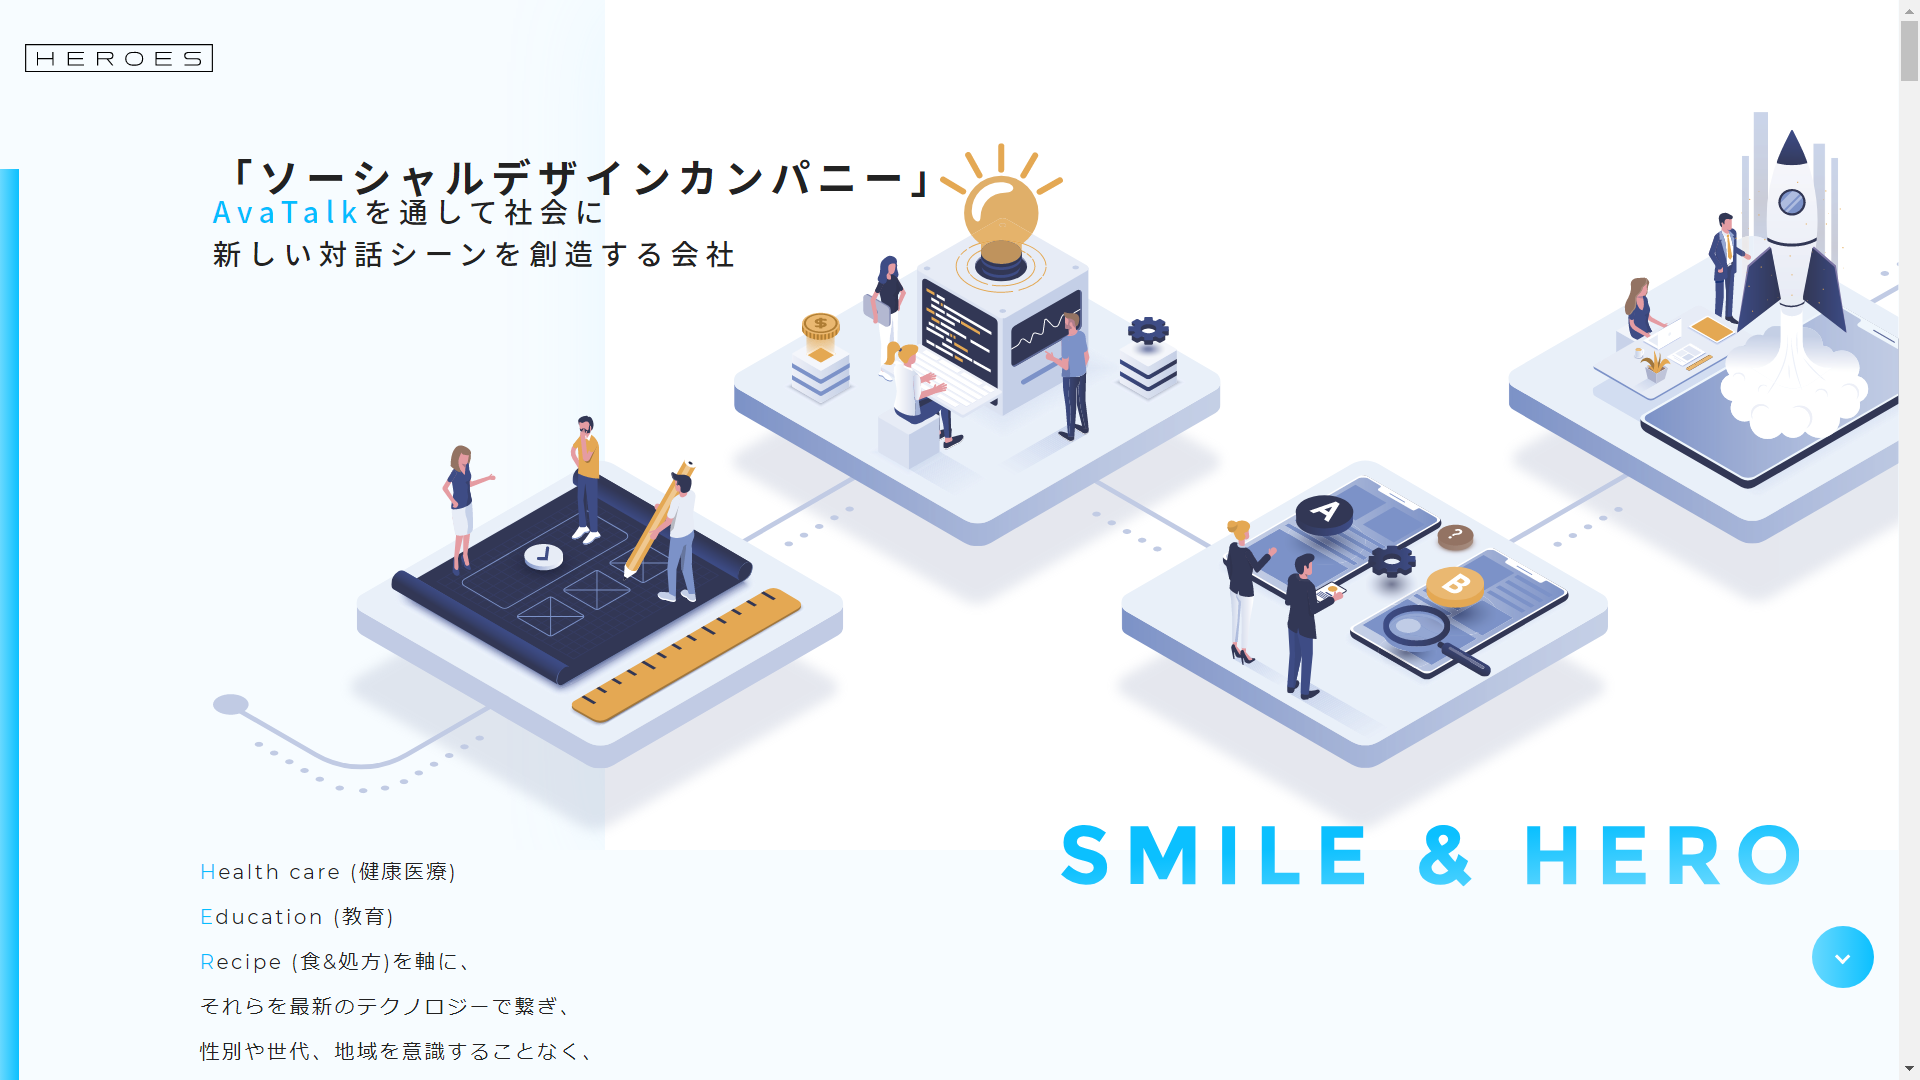 HEROES
「ソーシャルデザインカンパニー」
AvaTalkを通して社会に
新しい対話シーンを創造する会社
$
A
?
B
SMILE & HERO
Health care (健康医療)
Education (教育)
Recipe (食&処方)を軸に、
それらを最新のテクノロジーで繋ぎ、
性別や世代、地域を意識することなく、